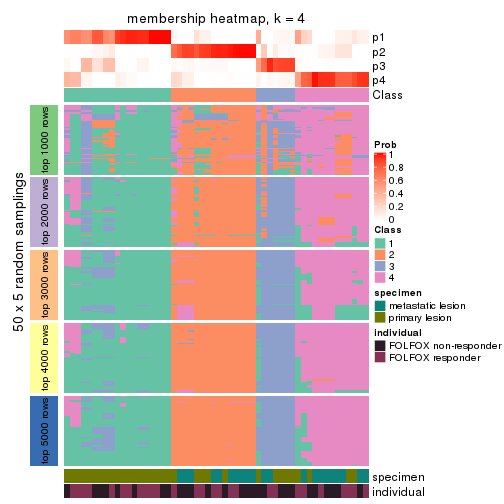 membership heatmap, k = 4
p1
p2
p3
p4
Class
50 x 5 random samplings
top 1000 rows
top 2000 rows
top 3000 rows
top 4000 rows
top 5000 rows
specimen
individual
Prob
1
0.8
0.6
0.4
0.2
0
Class
1
2
3
4
specimen
metastatic lesion
primary lesion
individual
FOLFOX non-responder
FOLFOX responder